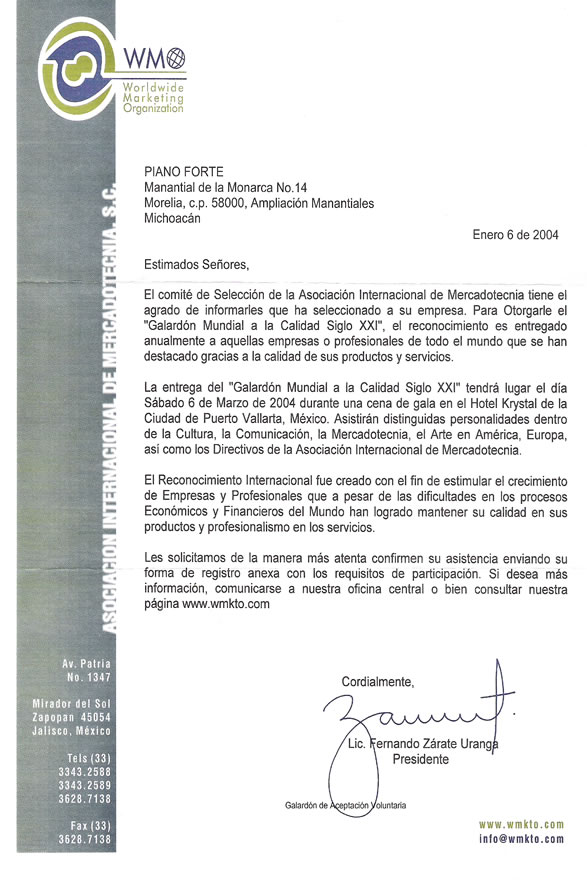 WMO
Worldwide
Marketing
Organization
PIANO FORTE
Manantial de la Monarca No.14
Morelia, c.p. 58000, Ampliación Manantiales
Michoacán
Enero 6 de 2004
Estimados Señores,
El comité de Selección de la Asociación Internacional de Mercadotecnia tiene el
agrado de informarles que ha seleccionado a su empresa. Para Otorgarle el
"Galardón Mundial a la Calidad Siglo XXI", el reconocimiento es entregado
anualmente a aquellas empresas o profesionales de todo el mundo que se han
destacado gracias a la calidad de sus productos y servicios.
La entrega del "Galardón Mundial a la Calidad Siglo XXI" tendrá lugar el día
Sábado 6 de Marzo de 2004 durante una cena de gala en el Hotel Krystal de la
Ciudad de Puerto Vallarta, México. Asistirán distinguidas personalidades dentro
de la Cultura, la Comunicación, la Mercadotecnia, el Arte en América, Europa,
así como los Directivos de la Asociación Internacional de Mercadotecnia.
El Reconocimiento Internacional fue creado con el fin de estimular el crecimiento
de Empresas y Profesionales que a pesar de las dificultades en los procesos
Económicos y Financieros del Mundo han logrado mantener su calidad en sus
productos y profesionalismo en los servicios.
Les solicitamos de la manera más atenta confirmen su asistencia enviando su
forma de registro anexa con los requisitos de participación. Si desea más
información, comunicarse a nuestra oficina central o bien consultar nuestra
página www.wmkto.com
Cordialmente,
Lic. Fernando Zárate Uranga
Presidente
Galardón de Aceptación Voluntaria
ASOCIACION INTERNACIONAL DE MERCADOTECNIA, S.C.
Av. Patria
No. 1347
Mirador del Sol
Zapopan 45054
Jalisco, México
Tels (33)
3343.2588
3343.2589
3628.7138
Fax (33)
3628.7138
www.wmkto.com
info@wmkto.com